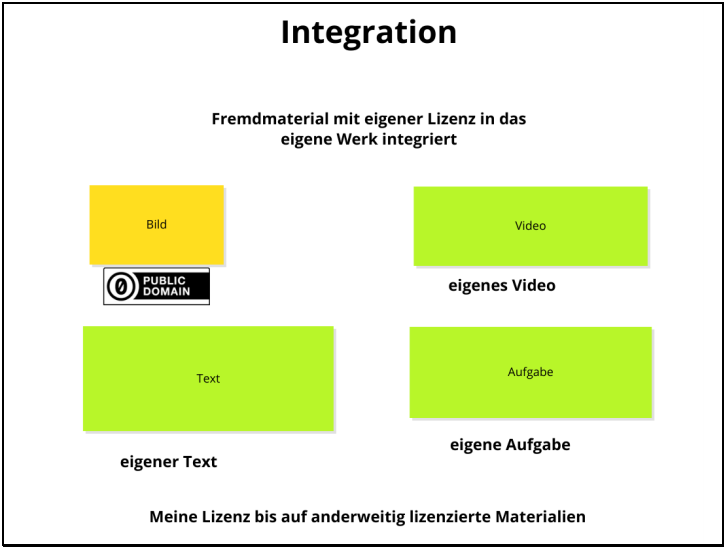 Integration
Fremdmaterial mit eigener Lizenz in das
eigene Werk integriert
Bild
0 PUBLIC
DOMAIN
Video
eigenes Video
Text
eigener Text
Aufgabe
eigene Aufgabe
Meine Lizenz bis auf anderweitig lizenzierte Materialien